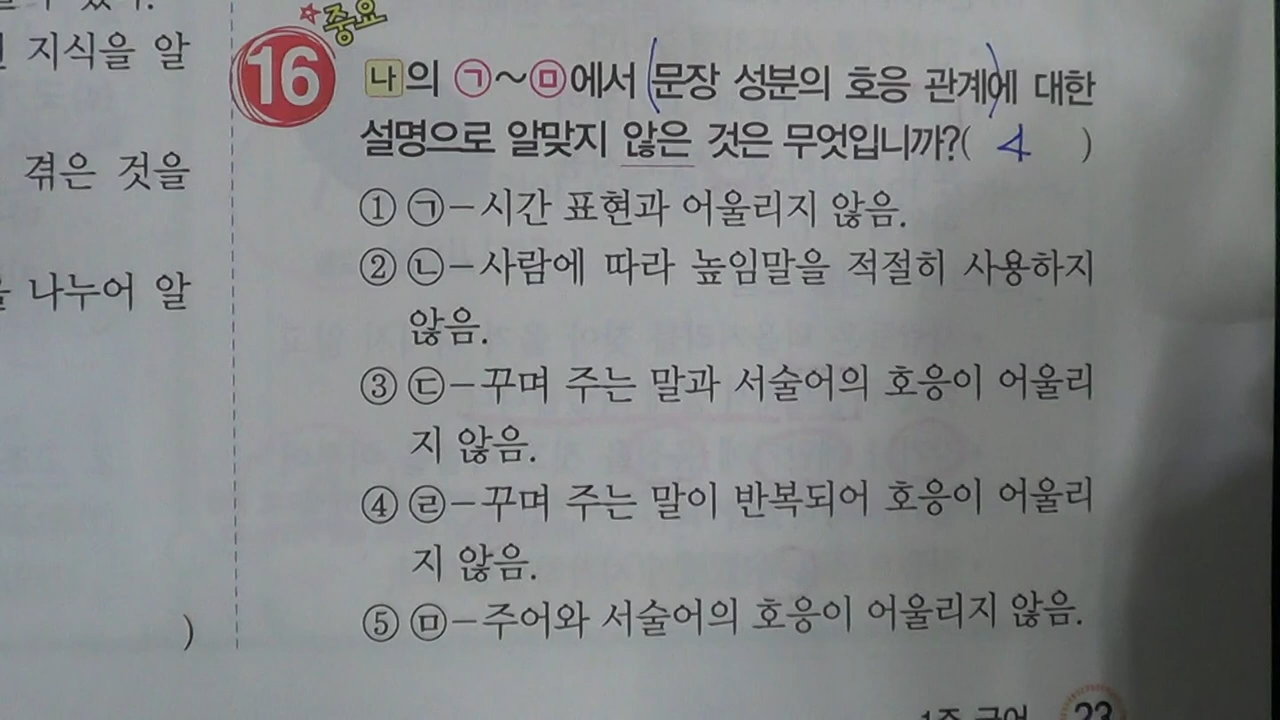 지식을 알
겪은 것을
나누어 알
)
중요
16
나의 ㉠~㉤에서 (문장 성분의 호응 관계)에 대한
설명으로 알맞지 않은 것은 무엇입니까?( 4 )
① ㉠－시간 표현과 어울리지 않음.
② ㉡－사람에 따라 높임말을 적절히 사용하지
않음.
③ ㉢－꾸며 주는 말과 서술어의 호응이 어울리
지 않음.
④ ㉣－꾸며 주는 말이 반복되어 호응이 어울리
지 않음.
⑤ ㉤－주어와 서술어의 호응이 어울리지 않음.
23